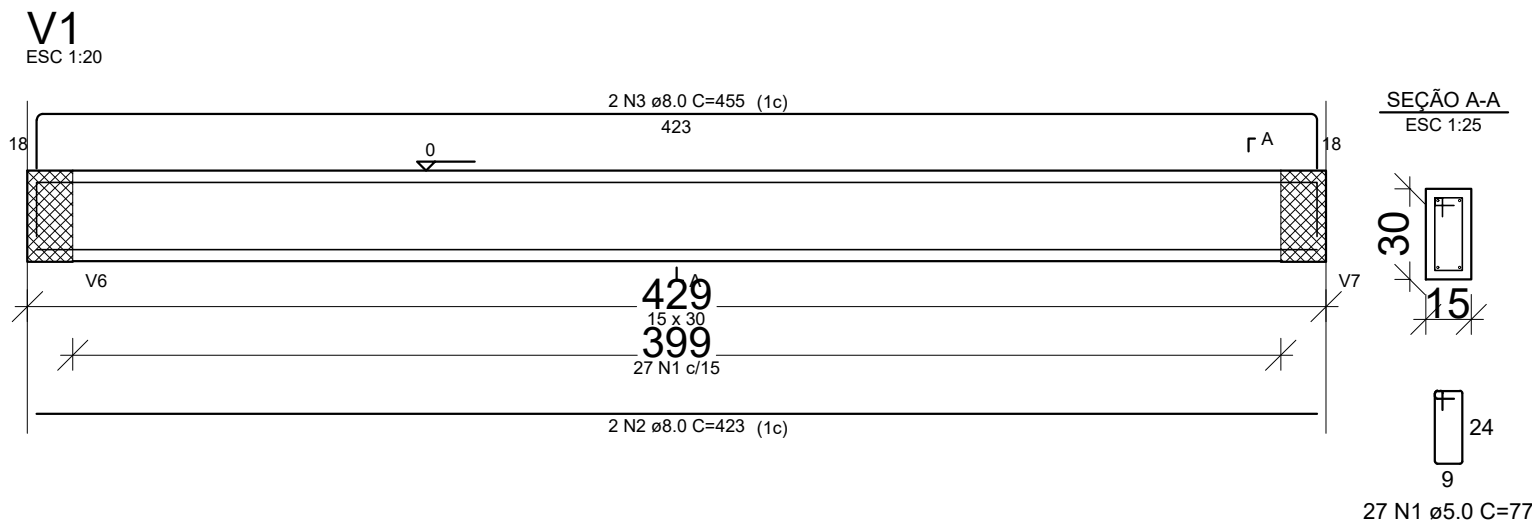 V1
ESC 1:20
2 N3 ø8.0 C=455 (1c)
423
18
18
0
A
V6
V7
A
429
15 x 30
399
27 N1 c/15
2 N2 ø8.0 C=423 (1c)
SEÇÃO A-A
ESC 1:25
30
15
24
9
27 N1 ø5.0 C=77